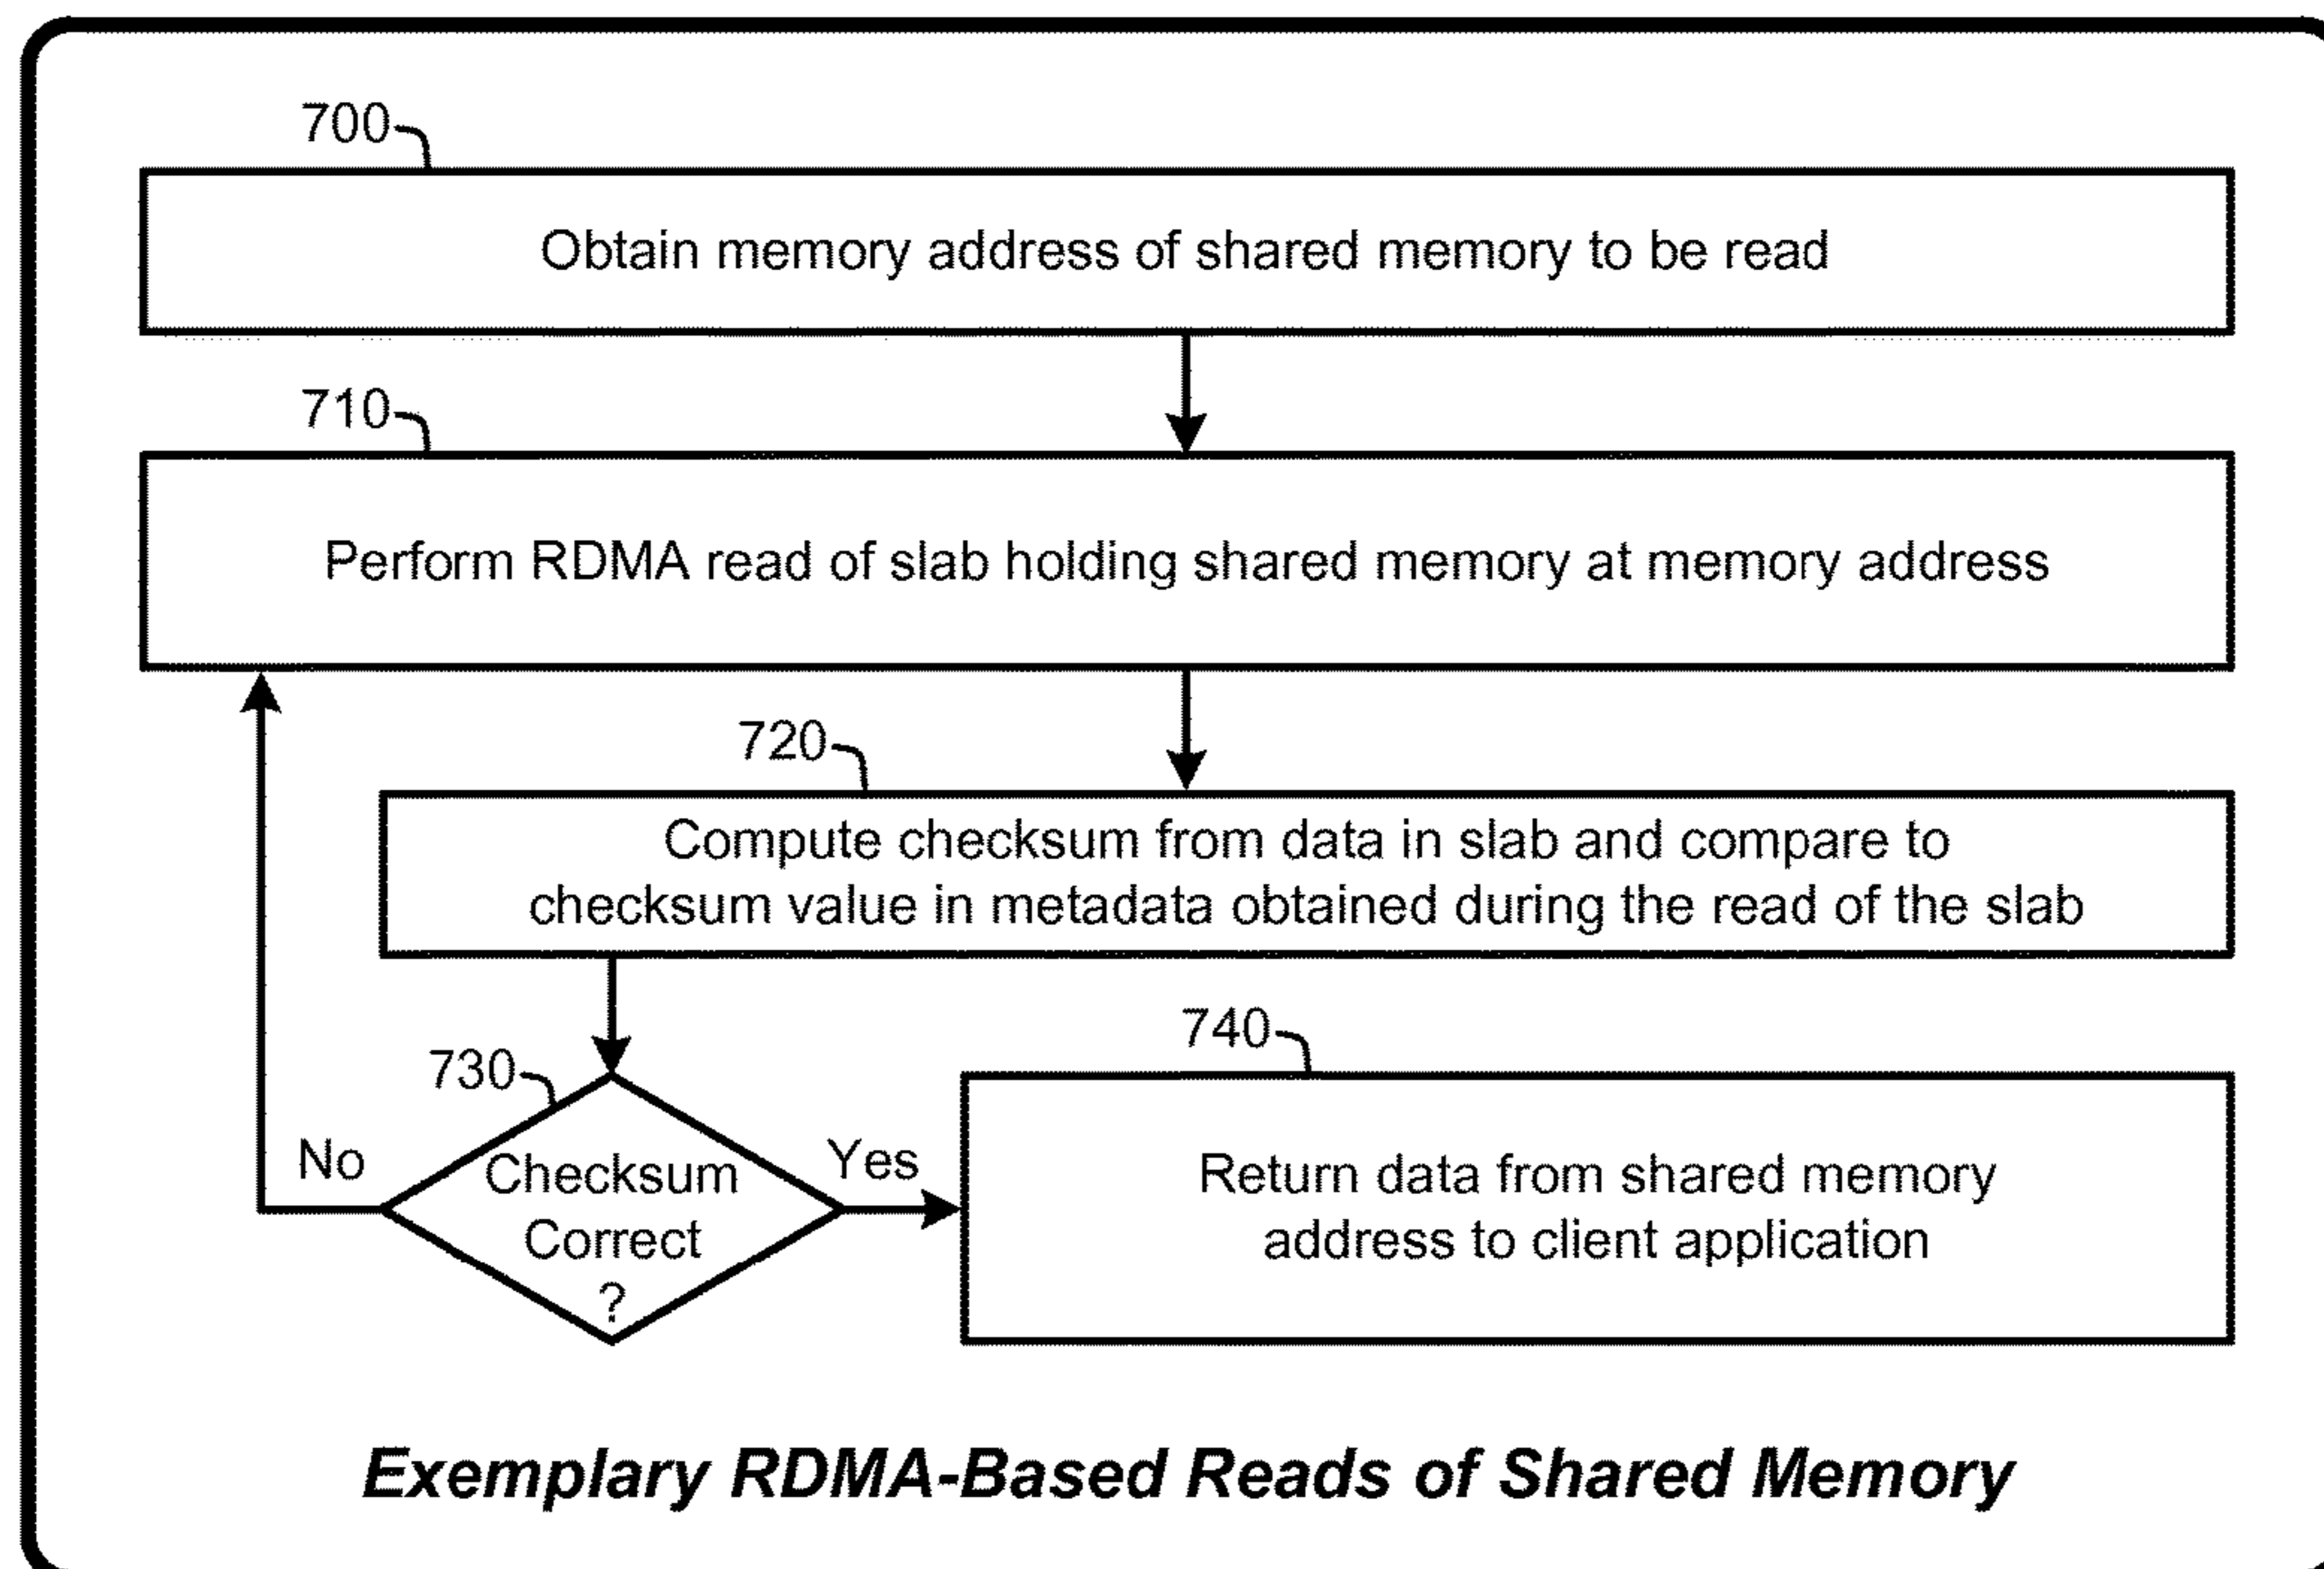 700
Obtain memory address of shared memory to be read
710
Perform RDMA read of slab holding shared memory at memory address
720
Compute checksum from data in slab and compare to
checksum value in metadata obtained during the read of the slab
730
No
Checksum
Correct
?
Yes
740
Return data from shared memory
address to client application
Exemplary RDMA-Based Reads of Shared Memory